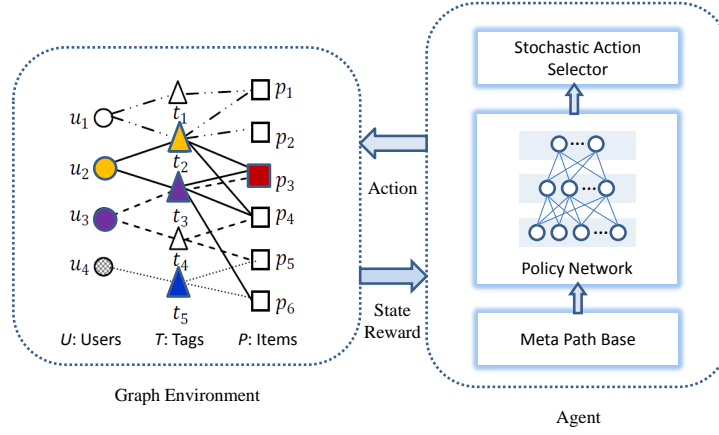 u₁
u₂
u₃
u₄
t₁
t₂
t₃
t₄
t₅
p₁
p₂
p₃
p₄
p₅
p₆
U: Users
T: Tags
P: Items
Graph Environment
Action
State
Reward
Stochastic Action
Selector
Policy Network
Meta Path Base
Agent